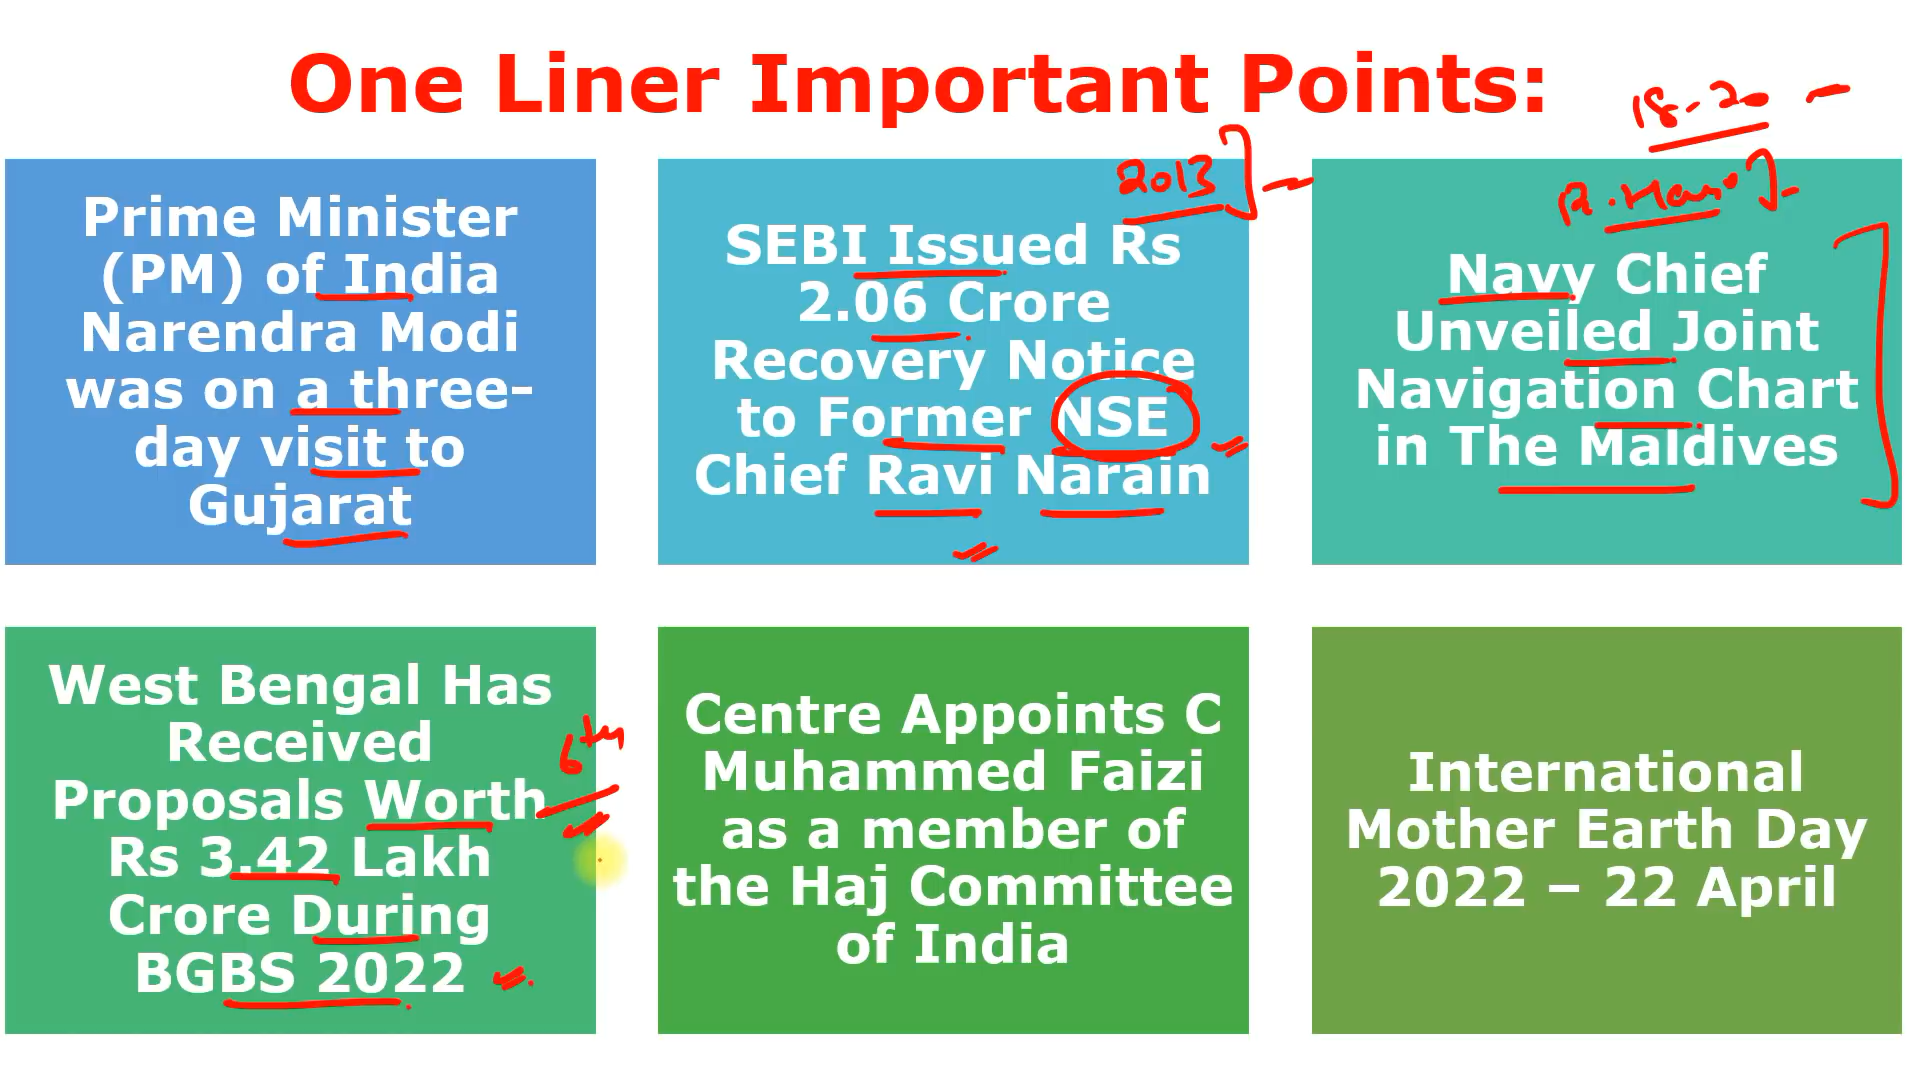 One Liner Important Points:
18-20
Prime Minister
(PM) of India
Narendra Modi
was on a three-
day visit to
Gujarat
2013
SEBI Issued Rs
2.06 Crore
Recovery Notice
to Former NSE
Chief Ravi Narain
Navy Chief
Unveiled Joint
Navigation Chart
in The Maldives
West Bengal Has
Received
Proposals Worth
Rs 3.42 Lakh
Crore During
BGBS 2022
6th
Centre Appoints C
Muhammed Faizi
as a member of
the Haj Committee
of India
International
Mother Earth Day
2022 – 22 April